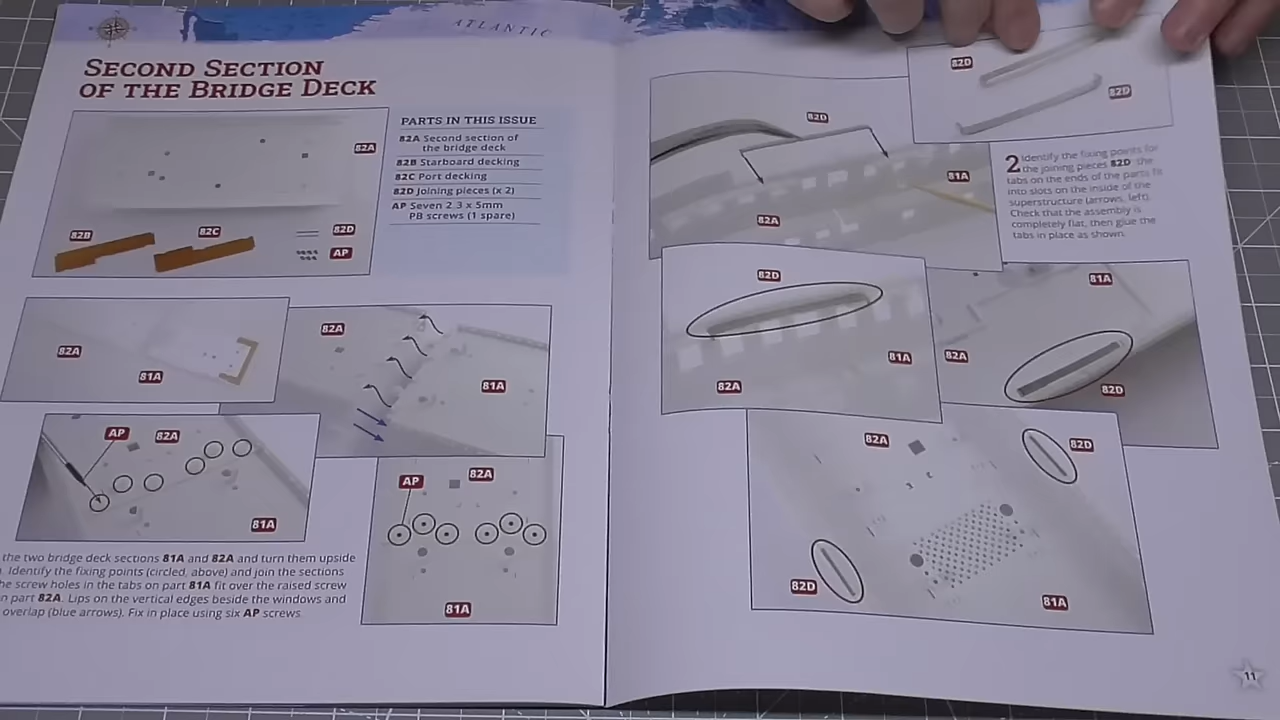 ATLANTIC
SECOND SECTION
OF THE BRIDGE DECK
82A
82B
82C
82D
AP
PARTS IN THIS ISSUE
82A Second section of
the bridge deck
82B Starboard decking
82C Port decking
82D Joining pieces (x 2)
AP Seven 2.3 x 5mm
PB screws (1 spare)
82A
81A
82A
81A
AP
82A
81A
AP
82A
81A
the two bridge deck sections 81A and 82A and turn them upside
Identify the fixing points (circled, above) and join the sections
he screw holes in the tabs on part 81A fit over the raised screw
n part 82A. Lips on the vertical edges beside the windows and
overlap (blue arrows). Fix in place using six AP screws.
82D
82D
82D
81A
82A
2 Identify the fixing points for
the joining pieces 82D: the
tabs on the ends of the parts fit
into slots on the inside of the
superstructure (arrows, left).
Check that the assembly is
completely flat, then glue the
tabs in place as shown.
82D
81A
82A
81A
82A
82D
82A
82D
82D
81A
11